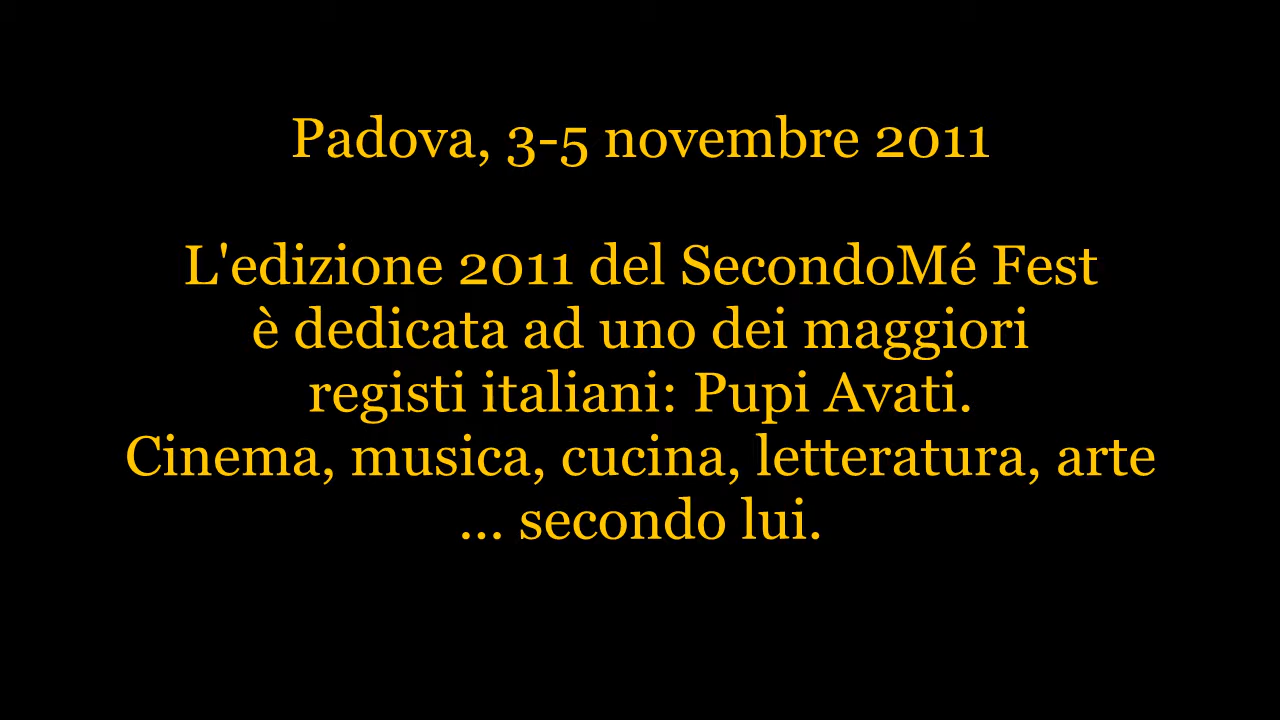 Padova, 3-5 novembre 2011
L'edizione 2011 del SecondoMé Fest
è dedicata ad uno dei maggiori
registi italiani: Pupi Avati.
Cinema, musica, cucina, letteratura, arte
... secondo lui.